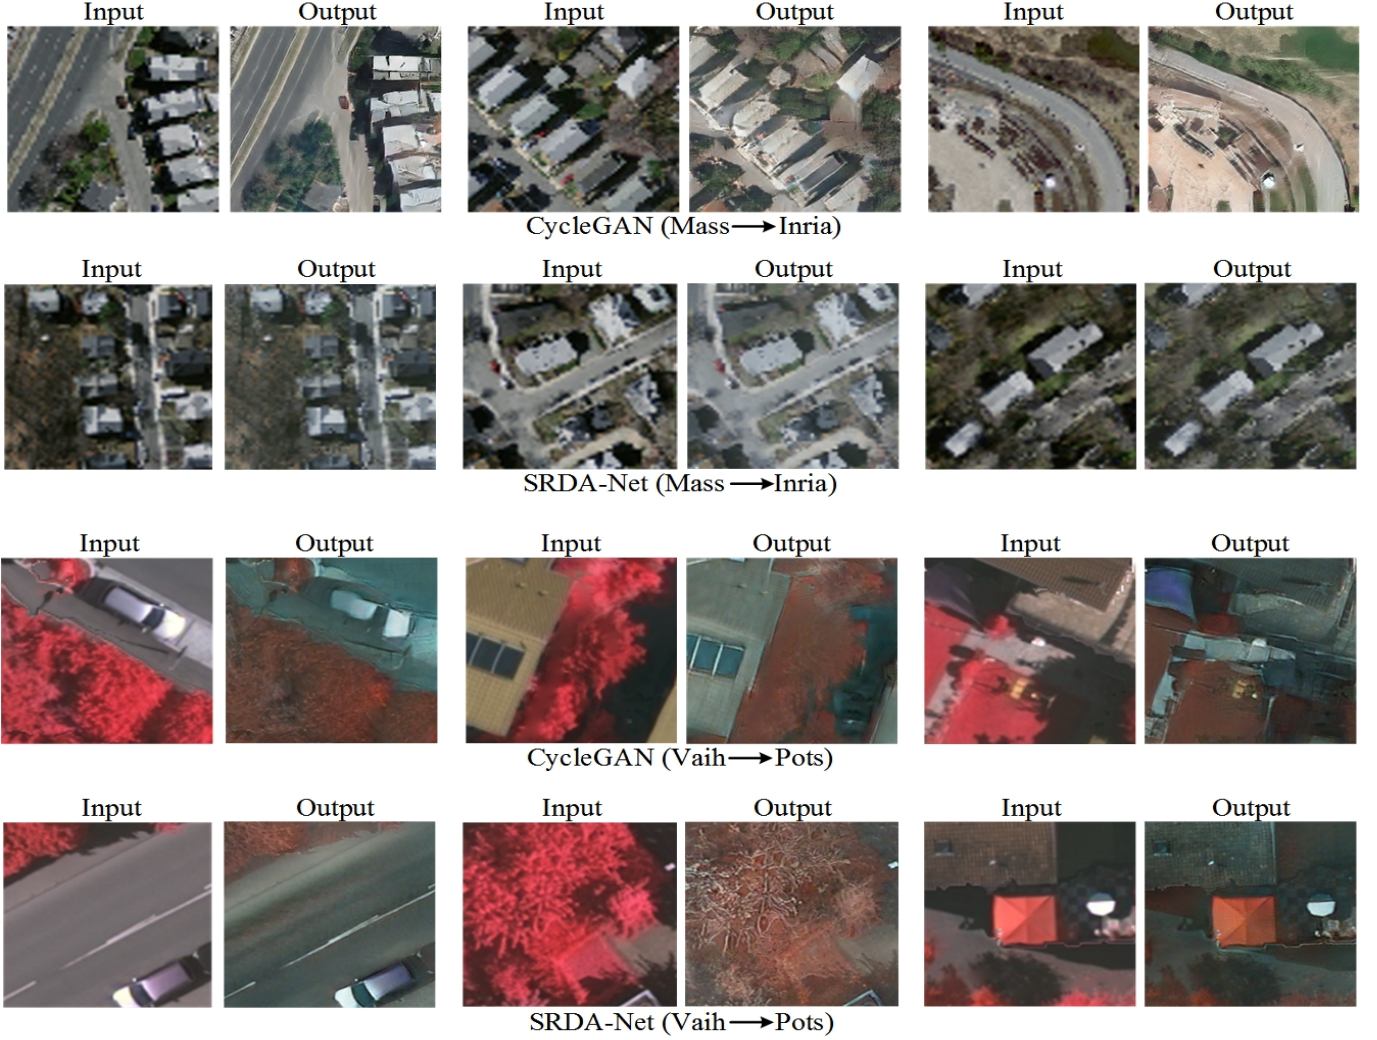 Input Output Input Output Input Output
CycleGAN (Mass→Inria)
Input Output Input Output Input Output
SRDA-Net (Mass→Inria)
Input Output Input Output Input Output
CycleGAN (Vaih→Pots)
Input Output Input Output Input Output
SRDA-Net (Vaih→Pots)